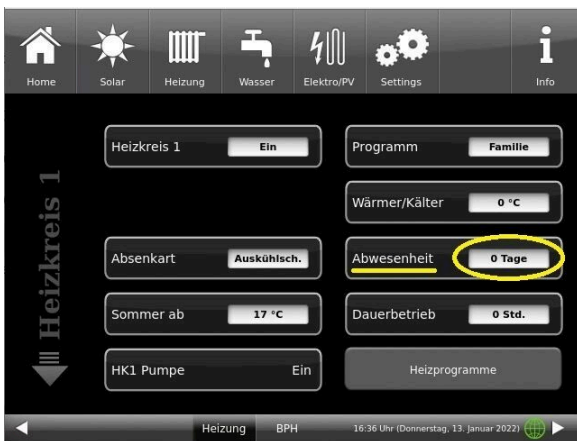 Home Solar Heizung Wasser Elektro/PV Settings Info
Heizkreis 1
Heizkreis 1 Ein
Programm Familie
Wärmer/Kälter 0 °C
Absenkart Auskühlsch.
Abwesenheit 0 Tage
Sommer ab 17 °C
Dauerbetrieb 0 Std.
HK1 Pumpe Ein
Heizprogramme
Heizung BPH 16:36 Uhr (Donnerstag, 13. Januar 2022)